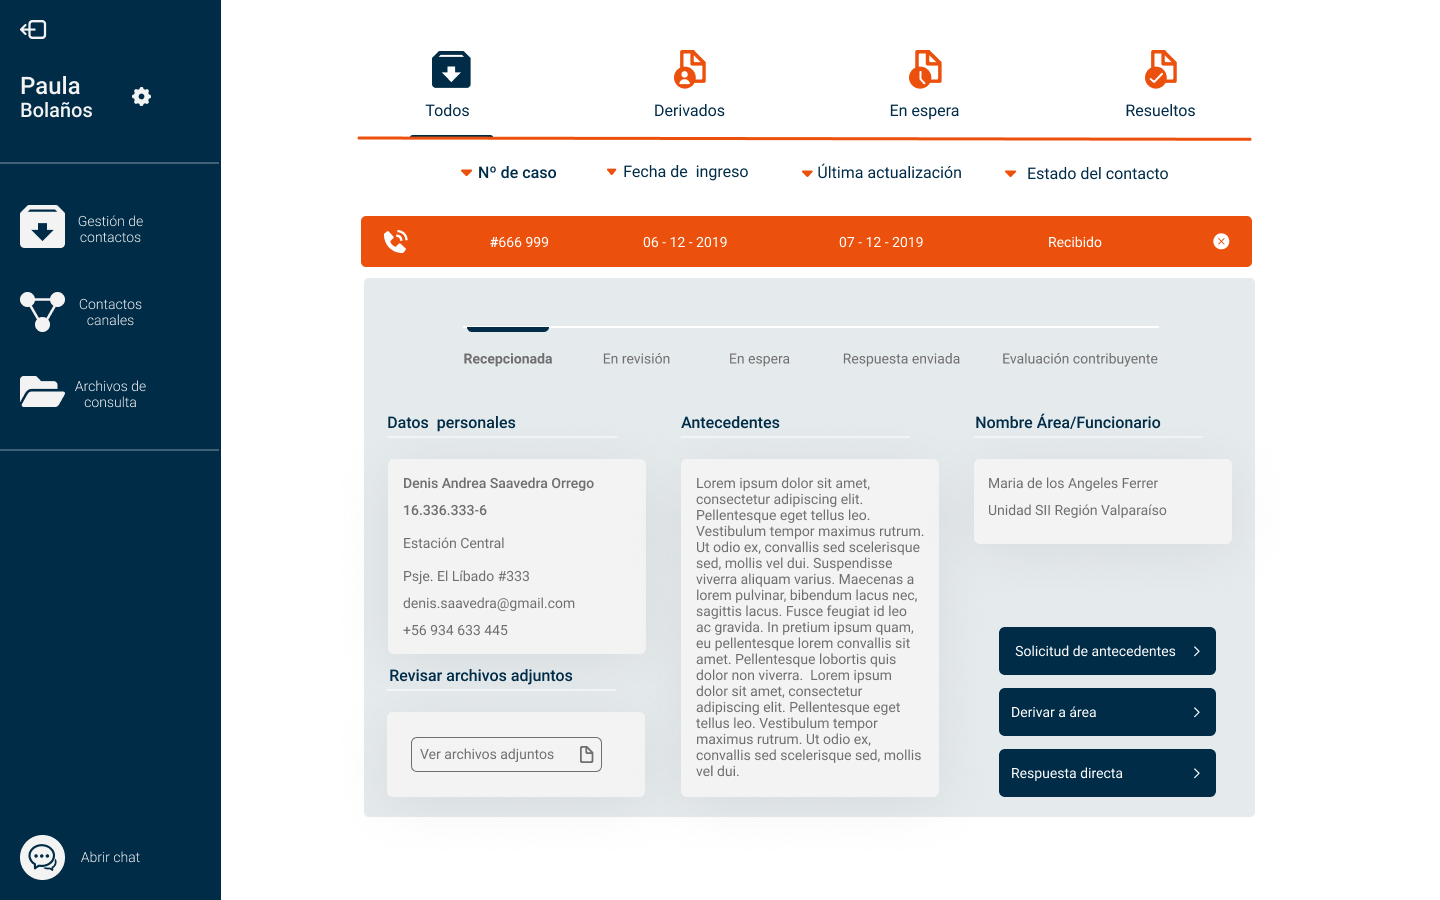 Paula
Bolaños
Gestión de
contactos
Contactos
canales
Archivos de
consulta
Abrir chat
Todos
Derivados
En espera
Resueltos
Nº de caso
Fecha de  ingreso
Última actualización
Estado del contacto
#666 999
06 - 12 - 2019
07 - 12 - 2019
Recibido
Recepcionada
En revisión
En espera
Respuesta enviada
Evaluación contribuyente
Datos  personales
Denis Andrea Saavedra Orrego
16.336.333-6
Estación Central
Psje. El Líbado #333
denis.saavedra@gmail.com
+56 934 633 445
Revisar archivos adjuntos
Ver archivos adjuntos
Antecedentes
Lorem ipsum dolor sit amet,
consectetur adipiscing elit.
Pellentesque eget tellus leo.
Vestibulum tempor maximus rutrum.
Ut odio ex, convallis sed scelerisque
sed, mollis vel dui. Suspendisse
viverra aliquam varius. Maecenas a
lorem pulvinar, bibendum lacus nec,
sagittis lacus. Fusce feugiat id leo
ac gravida. In pretium ipsum quam,
eu pellentesque lorem convallis sit
amet. Pellentesque lobortis quis
dolor non viverra.  Lorem ipsum
dolor sit amet, consectetur
adipiscing elit. Pellentesque eget
tellus leo. Vestibulum tempor
maximus rutrum. Ut odio ex,
convallis sed scelerisque sed, mollis
vel dui.
Nombre Área/Funcionario
Maria de los Angeles Ferrer
Unidad SII Región Valparaíso
Solicitud de antecedentes
Derivar a área
Respuesta directa